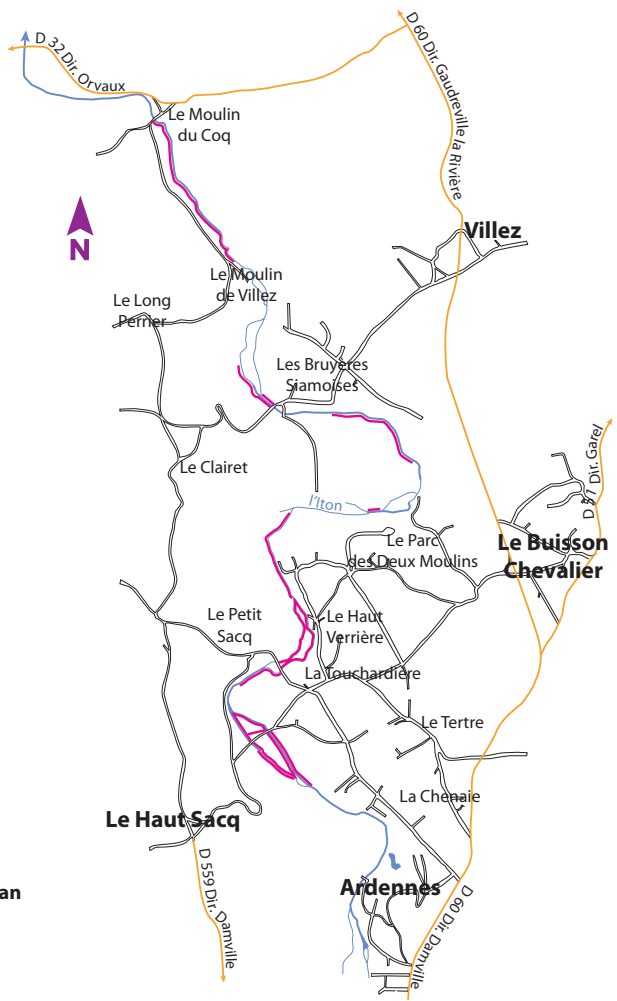 D 32 Dir. Orvaux
D 60 Dir. Gaudreville la Rivière
Le Moulin
du Coq
N
Villez
Le Moulin
de Villez
Le Long
Perrier
Les Bruyères
Siamoises
Le Clairet
D 51 Dir. Garel
l'Iton
Le Parc
des Deux Moulins
Le Buisson
Chevalier
Le Petit
Sacq
Le Haut
Verrière
La Touchardière
Le Tertre
La Chenaie
Le Haut Sacq
D 559 Dir. Damville
an
Ardennes
D 60 Dir. Damville